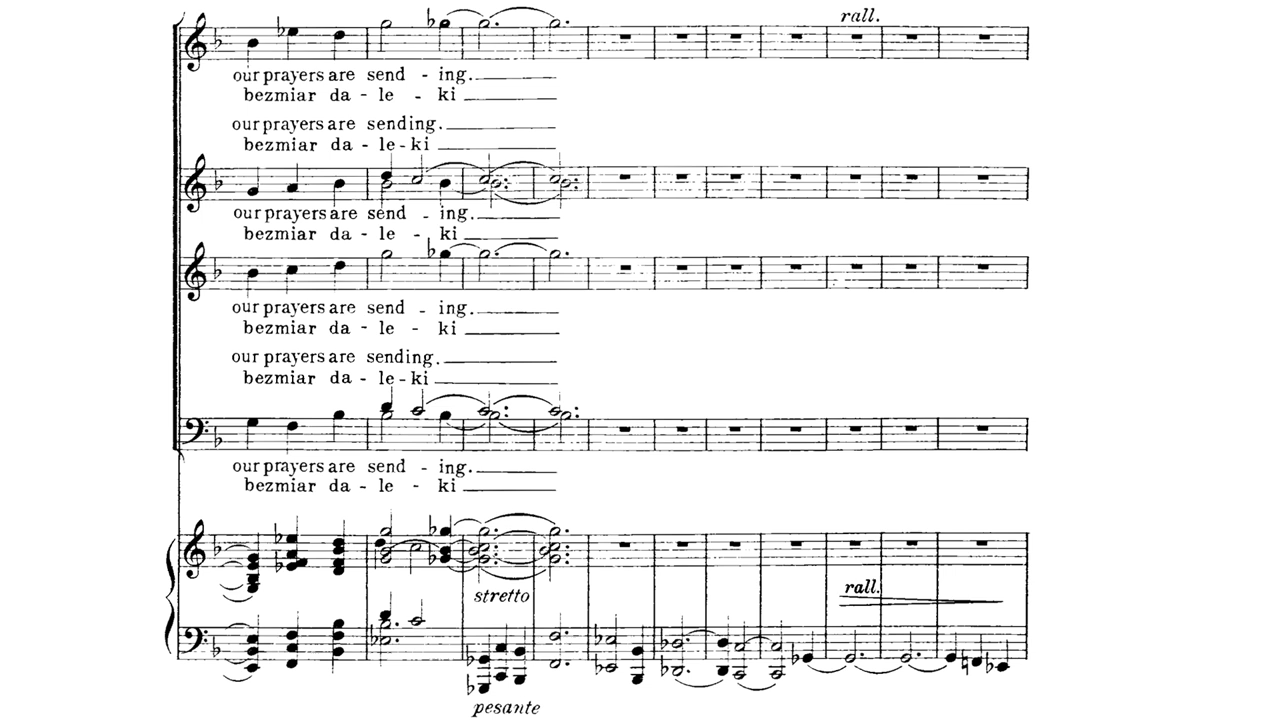 rall.
our prayers are send - ing.
bezmiar da - le - ki
our prayers are sending.
bezmiar da - le - ki
our prayers are send - ing.
bezmiar da - le - ki
our prayers are send - ing.
bezmiar da - le - ki
our prayers are sending.
bezmiar da - le - ki
our prayers are send - ing.
bezmiar da - le - ki
rall.
stretto
pesante